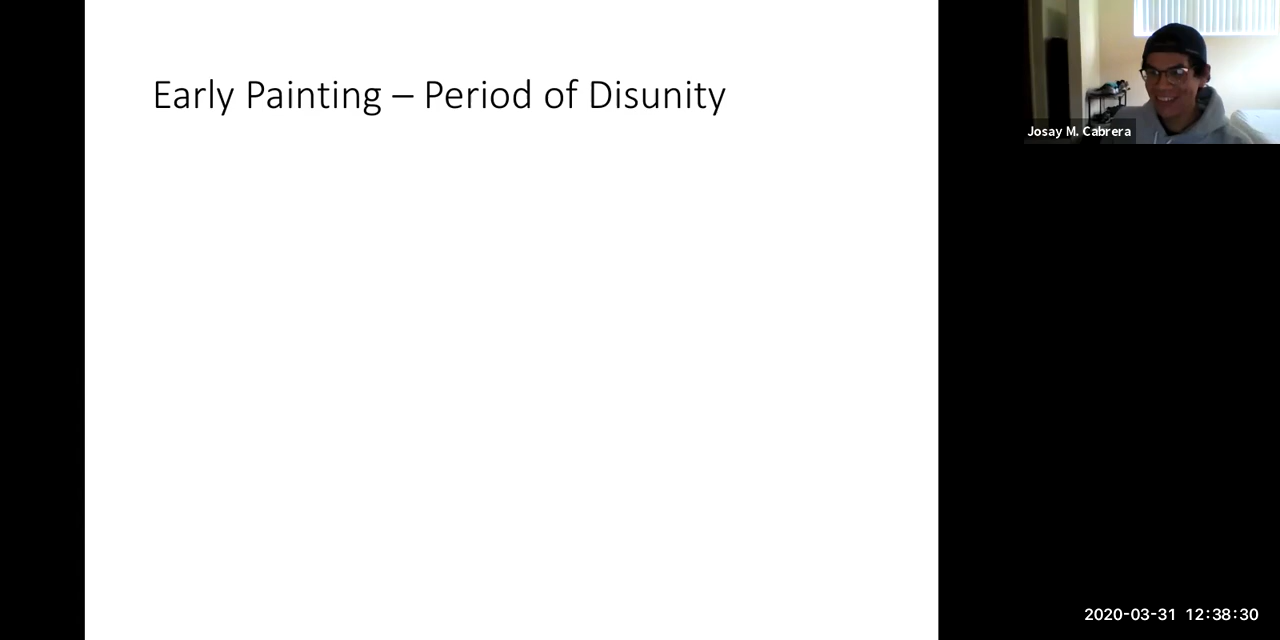 Early Painting – Period of Disunity
Josay M. Cabrera
2020-03-31 12:38:30